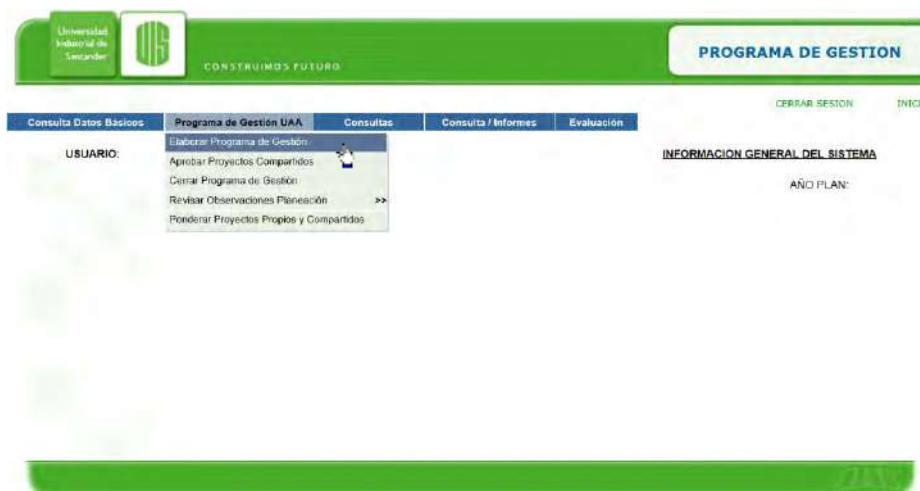 Universidad
Industrial de
Santander
CONSTRUIMOS FUTURO
PROGRAMA DE GESTION
CERRAR SESION INICI
Consulta Datos Básicos Programa de Gestión UAA Consultas Consulta / Informes Evaluación
USUARIO:
Elaborar Programa de Gestión
Aprobar Proyectos Compartidos
Cerrar Programa de Gestión
Revisar Observaciones Planeación >>
Ponderar Proyectos Propios y Compartidos
INFORMACION GENERAL DEL SISTEMA
AÑO PLAN: